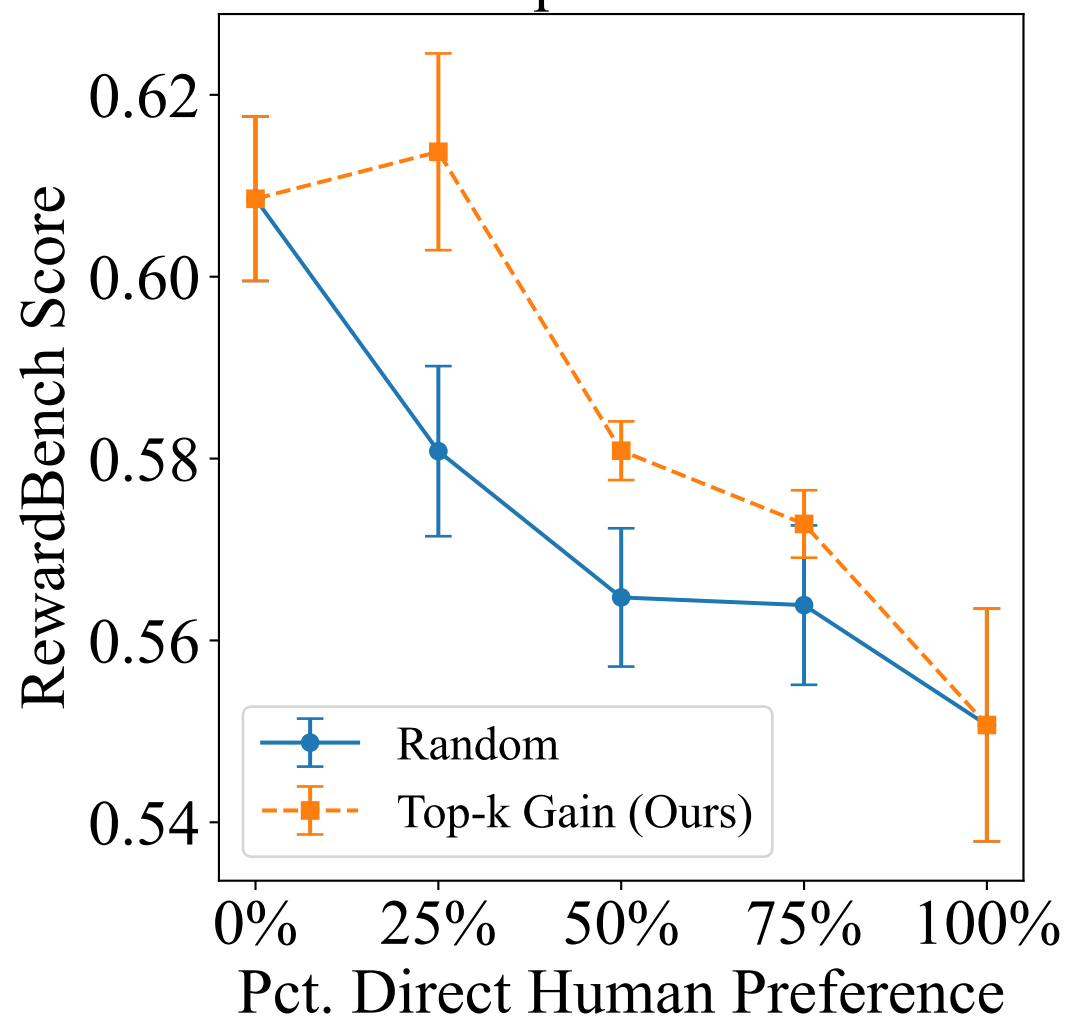 0.62
0.60
0.58
0.56
0.54
RewardBench Score
Random
Top-k Gain (Ours)
0% 25% 50% 75% 100%
Pct. Direct Human Preference